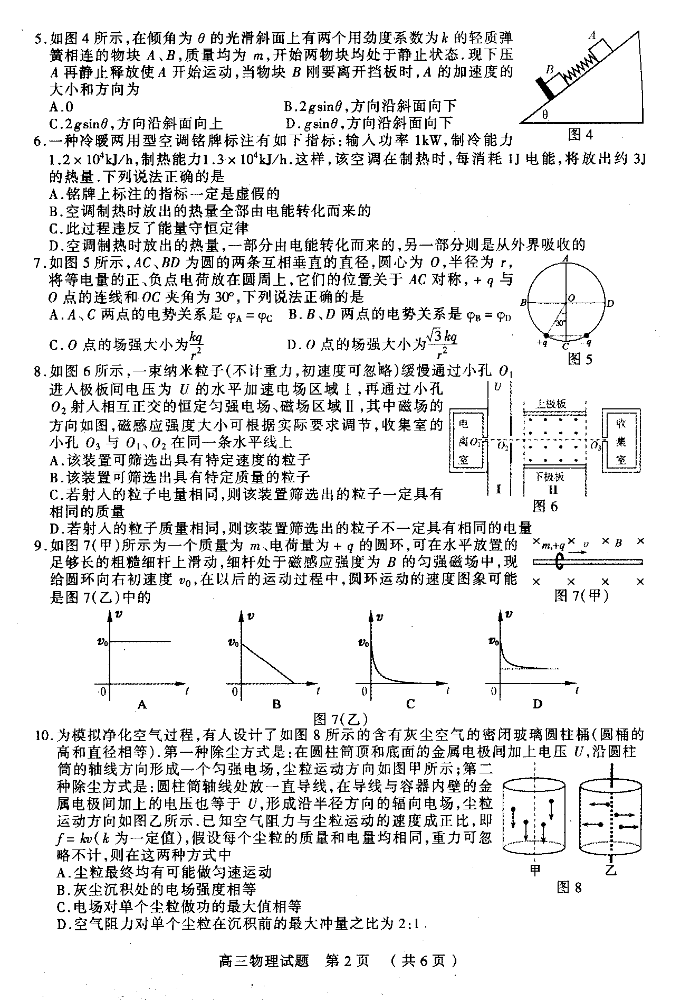 5.如图 4 所示,在倾角为 θ 的光滑斜面上有两个用劲度系数为 k 的轻质弹
簧相连的物块 A、B,质量均为 m,开始两物块均处于静止状态.现下压
A 再静止释放使 A 开始运动,当物块 B 刚要离开挡板时,A 的加速度的
大小和方向为
A.0 B.2gsinθ,方向沿斜面向下
C.2gsinθ,方向沿斜面向上 D.gsinθ,方向沿斜面向下
A
B
θ
图 4
6.一种冷暖两用型空调铭牌标注有如下指标:输入功率 1kW,制冷能力
1.2×10⁴kJ/h,制热能力1.3×10⁴kJ/h.这样,该空调在制热时,每消耗 1J 电能,将放出约 3J
的热量.下列说法正确的是
A.铭牌上标注的指标一定是虚假的
B.空调制热时放出的热量全部由电能转化而来的
C.此过程违反了能量守恒定律
D.空调制热时放出的热量,一部分由电能转化而来的,另一部分则是从外界吸收的
7.如图 5 所示,AC、BD 为圆的两条互相垂直的直径,圆心为 O,半径为 r,
将等电量的正、负点电荷放在圆周上,它们的位置关于 AC 对称,+q 与
O 点的连线和 OC 夹角为 30°,下列说法正确的是
A.A、C 两点的电势关系是 φA=φC B.B、D 两点的电势关系是 φB=φD
C.O 点的场强大小为kq/r² D.O 点的场强大小为√3kq/r²
A
B
O
D
30°
+q
C
-q
图 5
8.如图 6 所示,一束纳米粒子(不计重力,初速度可忽略)缓慢通过小孔 O₁
进入极板间电压为 U 的水平加速电场区域Ⅰ,再通过小孔
O₂射入相互正交的恒定匀强电场、磁场区域Ⅱ,其中磁场的
方向如图,磁感应强度大小可根据实际要求调节,收集室的
小孔 O₃ 与 O₁、O₂ 在同一条水平线上
A.该装置可筛选出具有特定速度的粒子
B.该装置可筛选出具有特定质量的粒子
C.若射入的粒子电量相同,则该装置筛选出的粒子一定具有
相同的质量
D.若射入的粒子质量相同,则该装置筛选出的粒子不一定具有相同的电量
U
上极板
电离室
O₁
O₂
O₃
收集室
下极板
Ⅰ
Ⅱ
图 6
9.如图 7(甲)所示为一个质量为 m、电荷量为+q 的圆环,可在水平放置的
足够长的粗糙细杆上滑动,细杆处于磁感应强度为 B 的匀强磁场中,现
给圆环向右初速度 v₀,在以后的运动过程中,圆环运动的速度图象可能
是图 7(乙)中的
× m,+q × v × B ×
× × × ×
图 7(甲)
v v v v
v₀ v₀ v₀ v₀
0 t 0 t 0 t 0 t
A B C D
图 7(乙)
10.为模拟净化空气过程,有人设计了如图 8 所示的含有灰尘空气的密闭玻璃圆柱桶(圆桶的
高和直径相等).第一种除尘方式是:在圆柱筒顶和底面的金属电极间加上电压 U,沿圆柱
筒的轴线方向形成一个匀强电场,尘粒运动方向如图甲所示;第二
种除尘方式是:圆柱筒轴线处放一直导线,在导线与容器内壁的金
属电极间加上的电压也等于 U,形成沿半径方向的辐向电场,尘粒
运动方向如图乙所示.已知空气阻力与尘粒运动的速度成正比,即
f=kv(k 为一定值),假设每个尘粒的质量和电量均相同,重力可忽
略不计,则在这两种方式中
A.尘粒最终均有可能做匀速运动
B.灰尘沉积处的电场强度相等
C.电场对单个尘粒做功的最大值相等
D.空气阻力对单个尘粒在沉积前的最大冲量之比为 2:1
甲 乙
图 8
高三物理试题 第 2 页 (共 6 页)